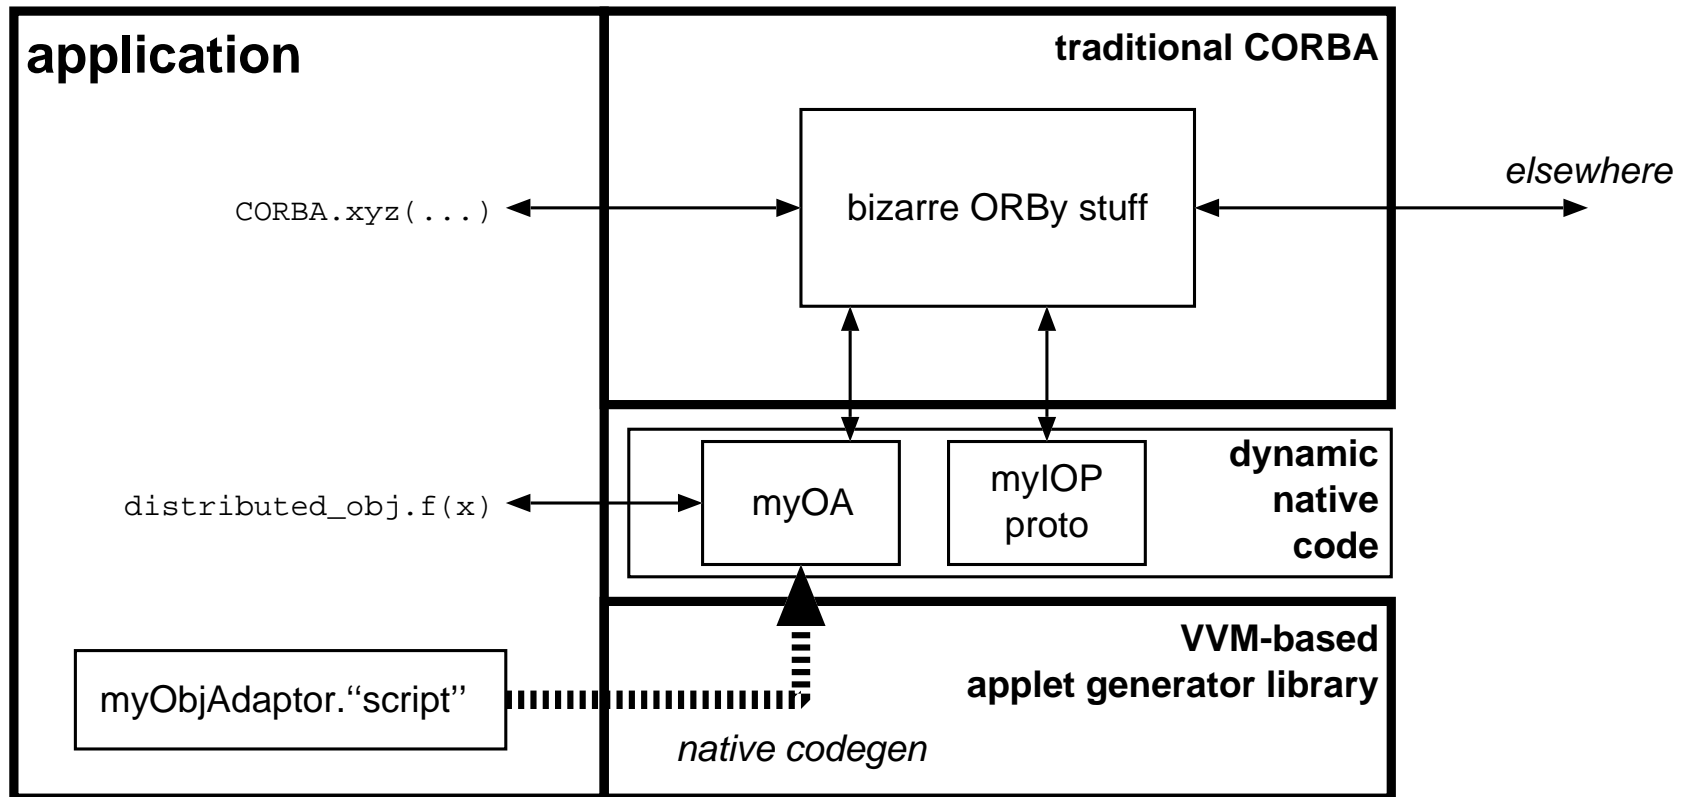 application
traditional CORBA
elsewhere
CORBA.xyz(...)
bizarre ORBy stuff
dynamic
native
code
distributed_obj.f(x)
myOA
myIOP
proto
VVM-based
applet generator library
myObjAdaptor.‘‘script’’
native codegen